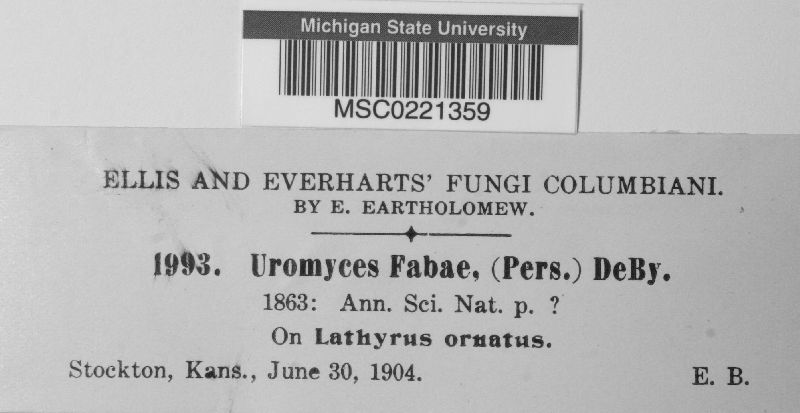 Michigan State University
MSC0221359
ELLIS AND EVERHARTS' FUNGI COLUMBIANI.
BY E. EARTHOLOMEW.
1993. Uromyces Fabae, (Pers.) DeBy.
1863: Ann. Sci. Nat. p. ?
On Lathyrus ornatus.
Stockton, Kans., June 30, 1904.
E. B.